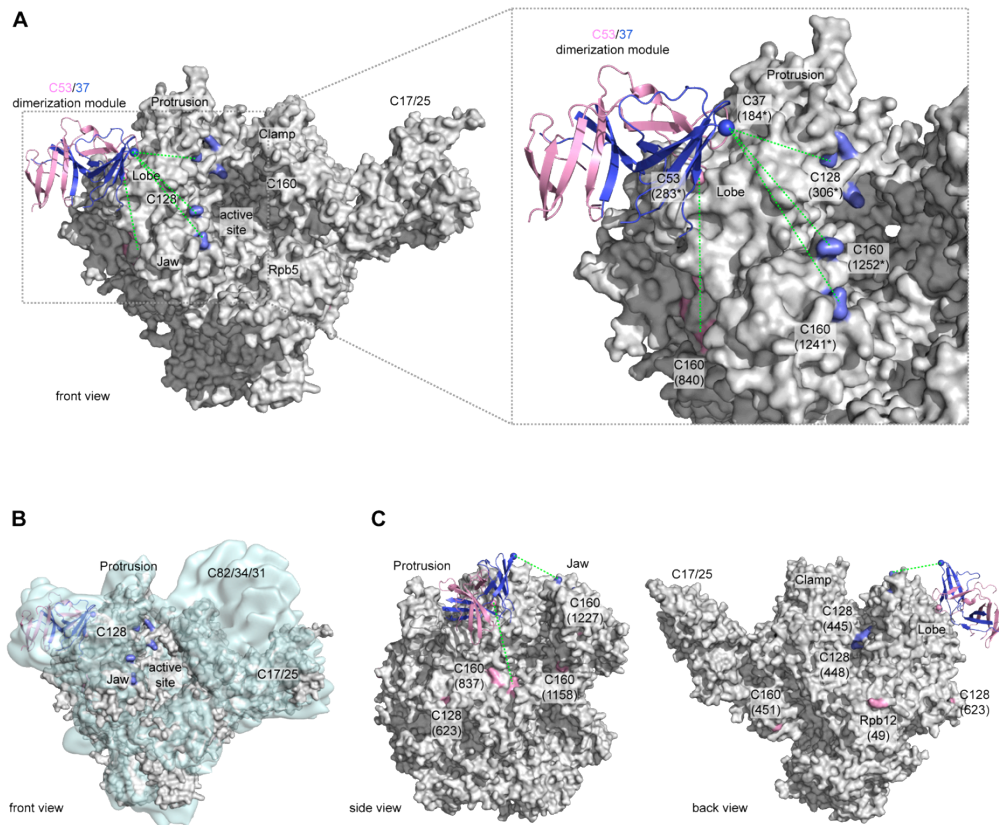 A
C53/37
dimerization module
Protrusion
C17/25
Clamp
Lobe
C160
C128
active
site
Jaw
Rpb5
front view
C53/37
dimerization module
Protrusion
C37
(184*)
C53
(283*)
Lobe
C128
(306*)
C160
(1252*)
C160
(1241*)
C160
(840)
B
Protrusion
C82/34/31
C128
active
site
Jaw
C17/25
front view
C
Protrusion
Jaw
C160
(1227)
C160
(837)
C160
(1158)
C128
(623)
side view
C17/25
Clamp
C128
(445)
Lobe
C128
(448)
C160
(451)
Rpb12
(49)
C128
(623)
back view